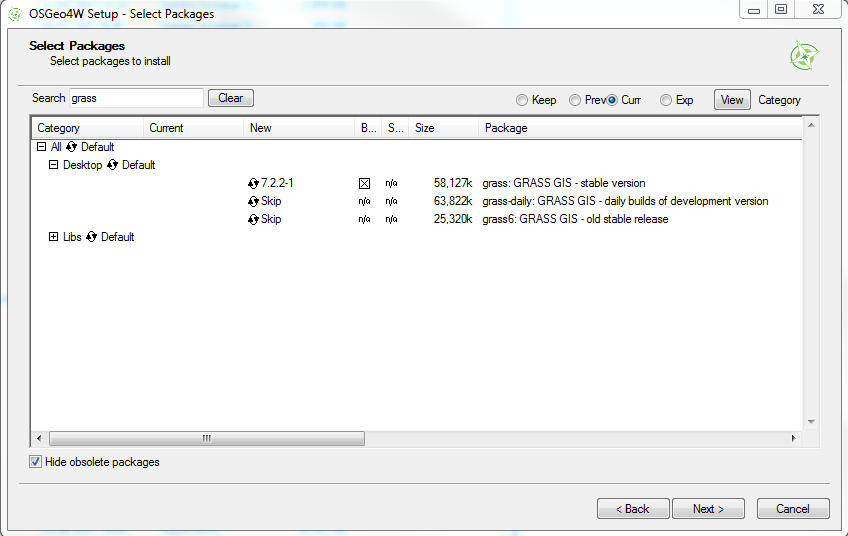 OSGeo4W Setup - Select Packages
Select Packages
Select packages to install
Search grass Clear Keep Prev Curr Exp View Category
Category Current New B... S... Size Package
All Default
Desktop Default
7.2.2-1 n/a 58,127k grass: GRASS GIS - stable version
Skip n/a n/a 63,822k grass-daily: GRASS GIS - daily builds of development version
Skip n/a n/a 25,320k grass6: GRASS GIS - old stable release
Libs Default
Hide obsolete packages
< Back Next > Cancel